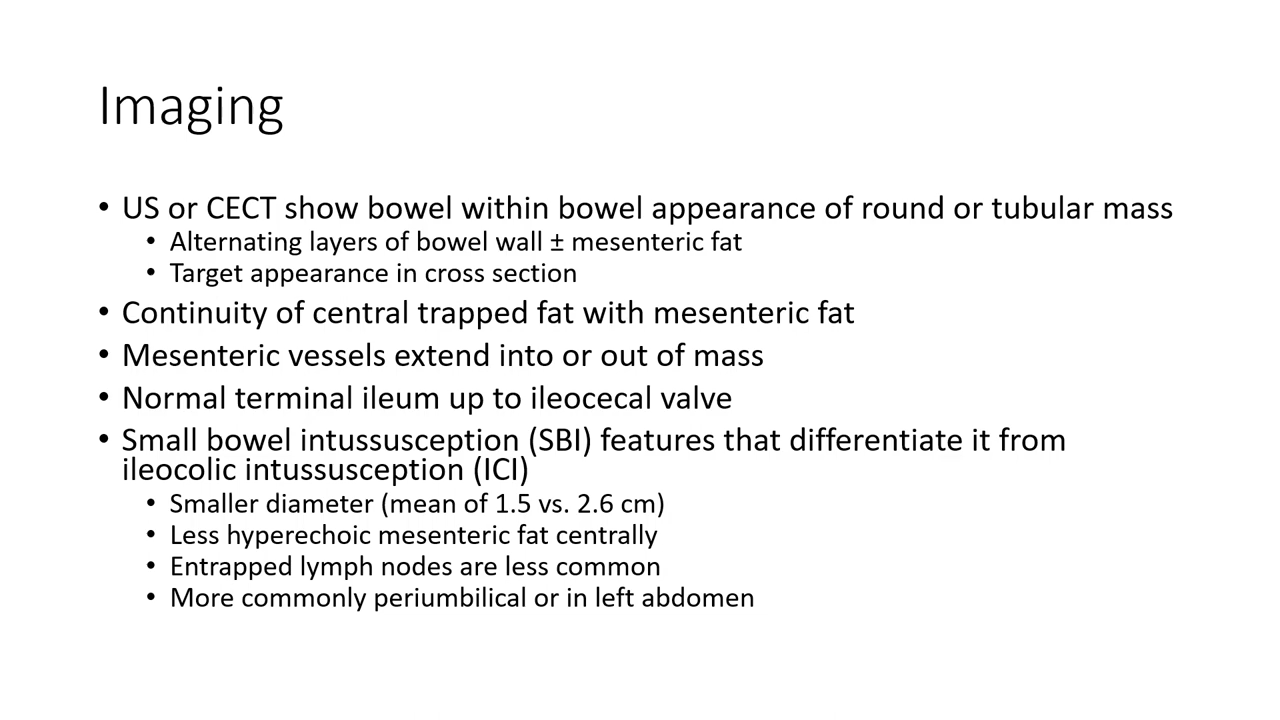 Imaging
• US or CECT show bowel within bowel appearance of round or tubular mass
• Alternating layers of bowel wall ± mesenteric fat
• Target appearance in cross section
• Continuity of central trapped fat with mesenteric fat
• Mesenteric vessels extend into or out of mass
• Normal terminal ileum up to ileocecal valve
• Small bowel intussusception (SBI) features that differentiate it from
ileocolic intussusception (ICI)
• Smaller diameter (mean of 1.5 vs. 2.6 cm)
• Less hyperechoic mesenteric fat centrally
• Entrapped lymph nodes are less common
• More commonly periumbilical or in left abdomen